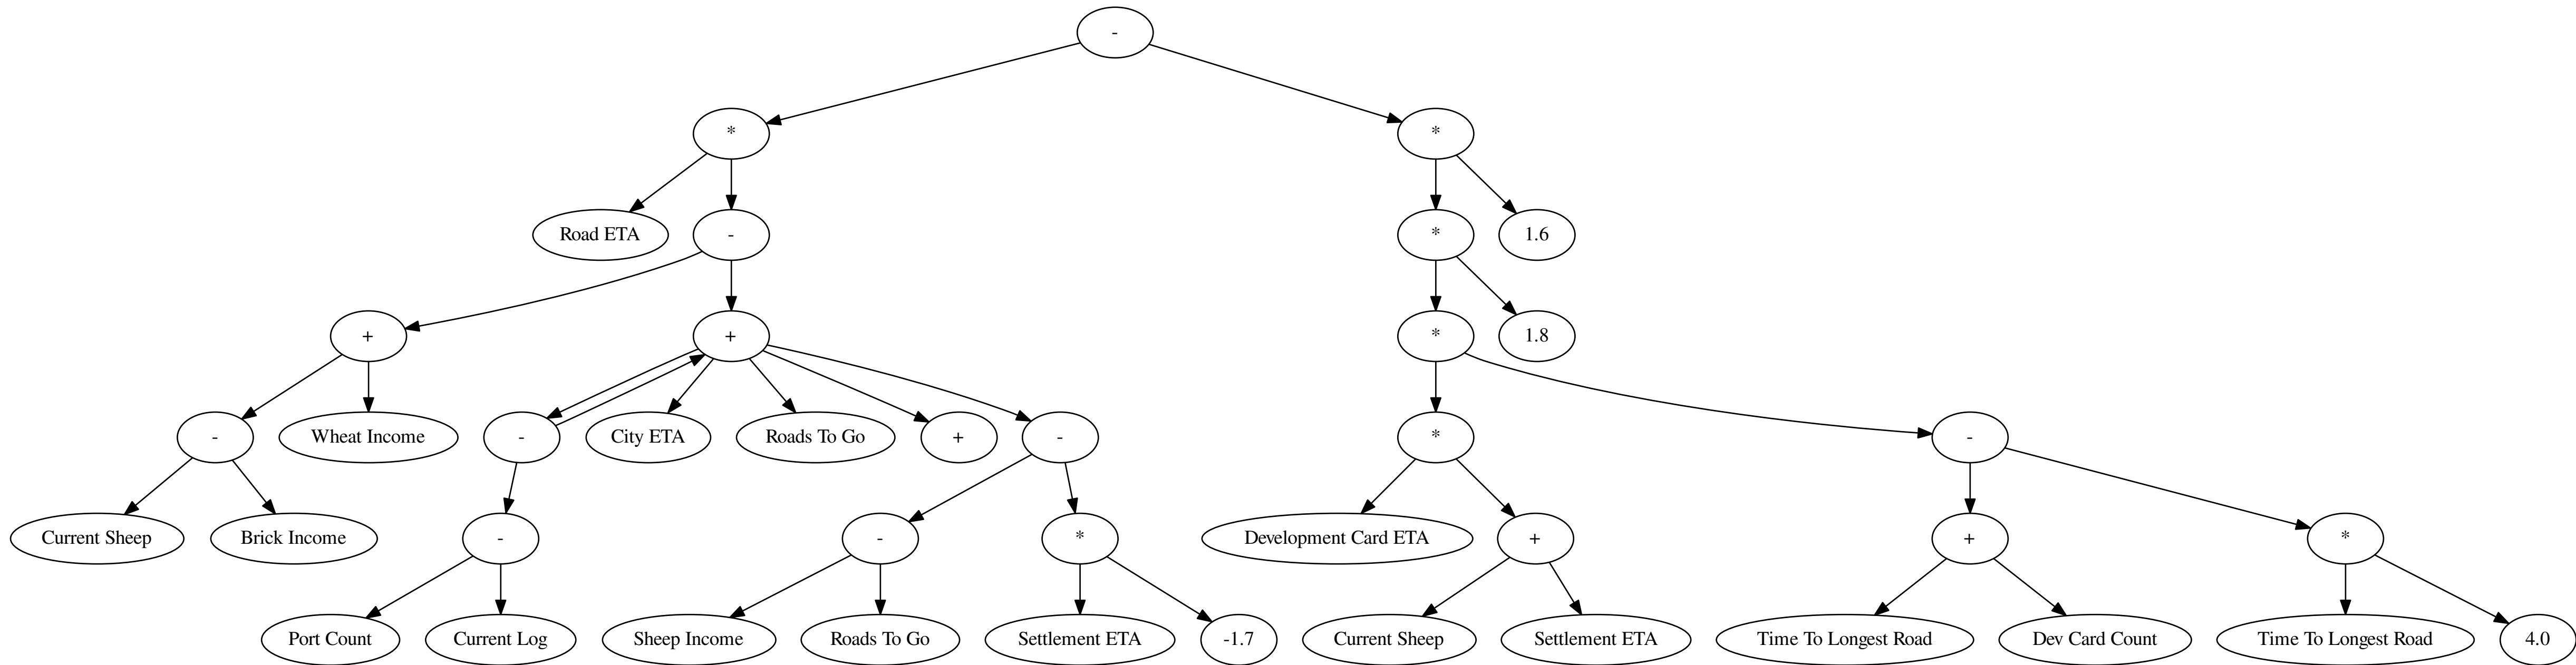 -
*
*
Road ETA
-
*
1.6
+
+
*
1.8
-
Wheat Income
-
City ETA
Roads To Go
+
-
*
-
Current Sheep
Brick Income
-
-
*
Development Card ETA
+
+
*
Port Count
Current Log
Sheep Income
Roads To Go
Settlement ETA
-1.7
Current Sheep
Settlement ETA
Time To Longest Road
Dev Card Count
Time To Longest Road
4.0